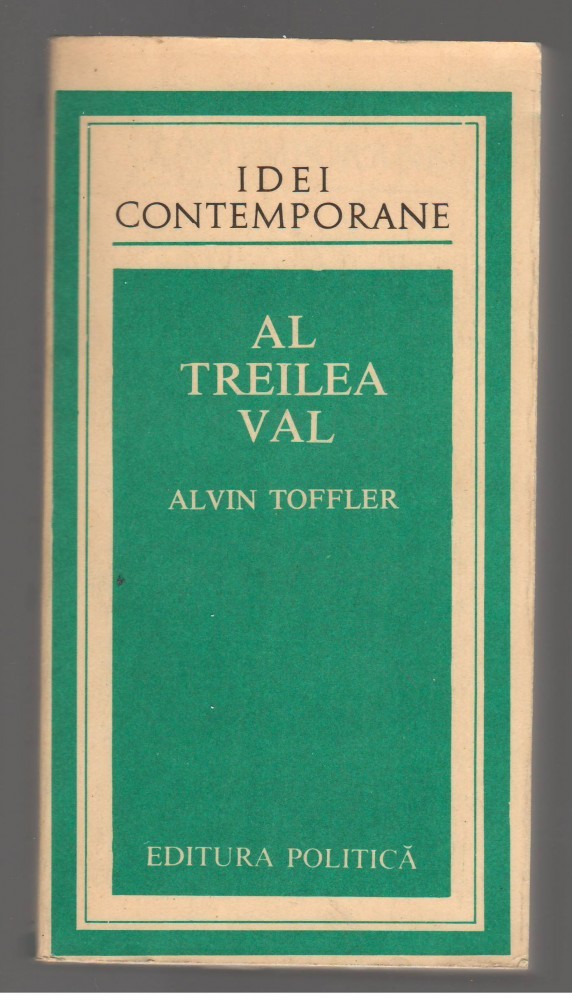 IDEI
CONTEMPORANE
AL
TREILEA
VAL
ALVIN TOFFLER
EDITURA POLITICĂ